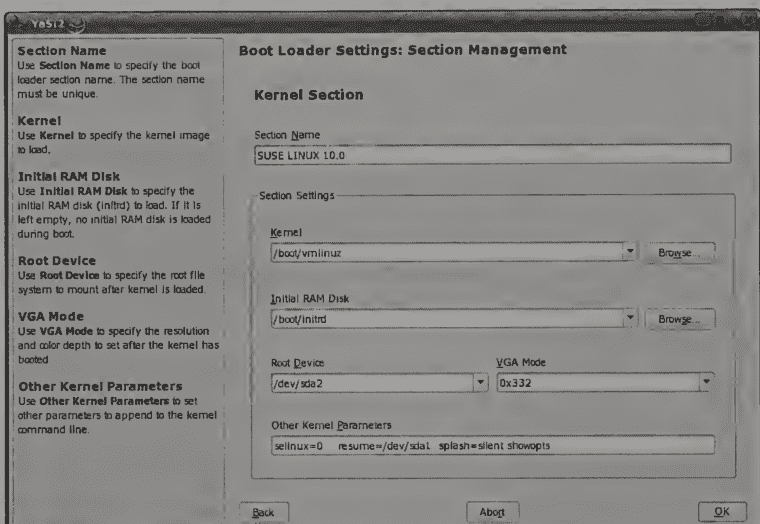 YaST2
Section Name
Use Section Name to specify the boot
loader section name. The section name
must be unique.
Kernel
Use Kernel to specify the kernel image
to load.
Initial RAM Disk
Use Initial RAM Disk to specify the
initial RAM disk (initrd) to load. If it is
left empty, no initial RAM disk is loaded
during boot.
Root Device
Use Root Device to specify the root file
system to mount after kernel is loaded.
VGA Mode
Use VGA Mode to specify the resolution
and color depth to set after the kernel has
booted
Other Kernel Parameters
Use Other Kernel Parameters to set
other parameters to append to the kernel
command line.
Boot Loader Settings: Section Management
Kernel Section
Section Name
SUSE LINUX 10.0
Section Settings
Kernel
/boot/vmlinuz
Browse...
Initial RAM Disk
/boot/initrd
Browse...
Root Device
VGA Mode
/dev/sda2
0x332
Other Kernel Parameters
selinux=0 resume=/dev/sda1 splash=silent showopts
Back
Abort
OK